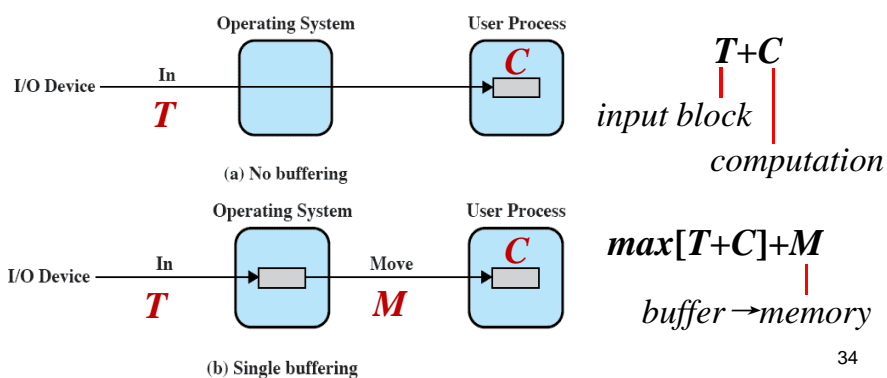 Operating System
User Process
I/O Device
In
T
C
(a) No buffering
T+C
input block
computation
Operating System
User Process
I/O Device
In
T
Move
M
C
(b) Single buffering
max[T+C]+M
buffer→memory
34